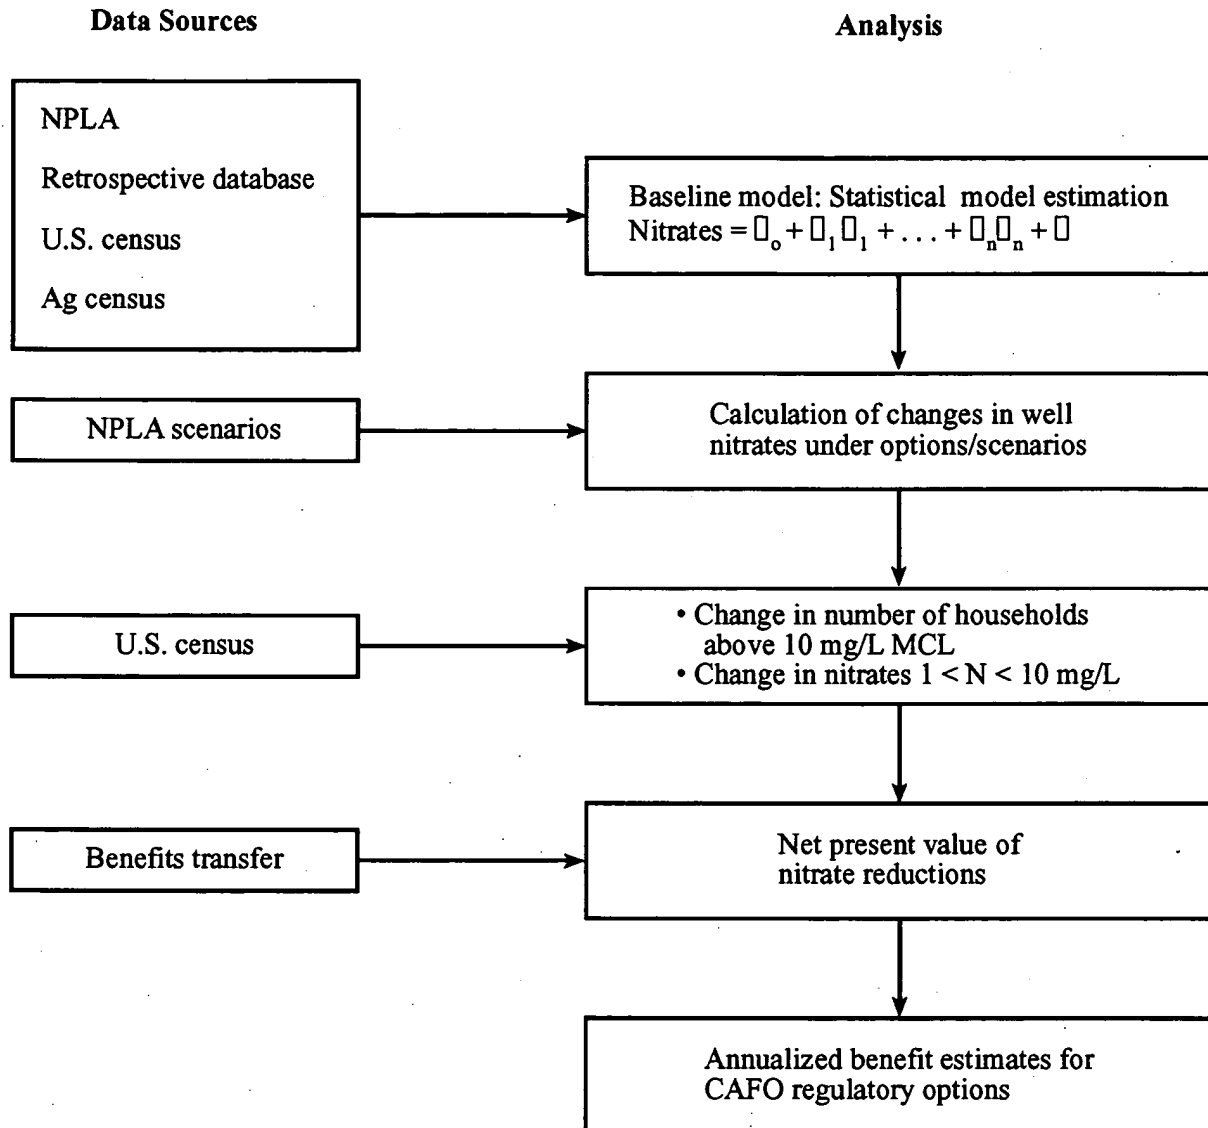 Data Sources
Analysis
NPLA
Retrospective database
U.S. census
Ag census
Baseline model: Statistical model estimation
Nitrates = ▯o + ▯1▯1 + . . . + ▯n▯n + ▯
NPLA scenarios
Calculation of changes in well
nitrates under options/scenarios
U.S. census
• Change in number of households
above 10 mg/L MCL
• Change in nitrates 1 < N < 10 mg/L
Benefits transfer
Net present value of
nitrate reductions
Annualized benefit estimates for
CAFO regulatory options